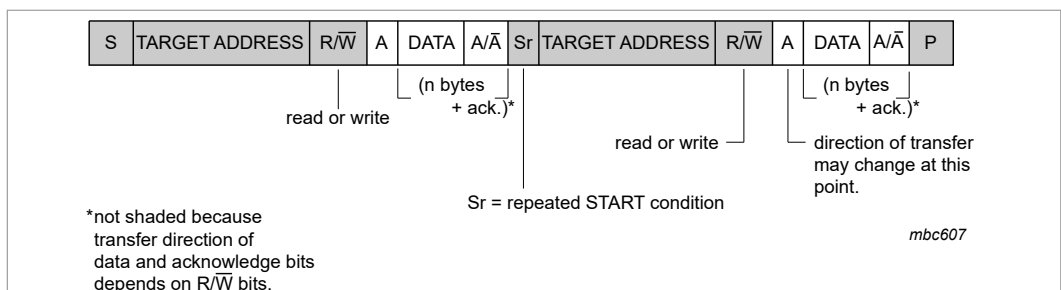 S TARGET ADDRESS R/W̅ A DATA A/A̅ Sr TARGET ADDRESS R/W̅ A DATA A/A̅ P
(n bytes + ack.)*
(n bytes + ack.)*
read or write
read or write
direction of transfer
may change at this
point.
Sr = repeated START condition
*not shaded because
transfer direction of
data and acknowledge bits
depends on R/W̅ bits.
mbc607